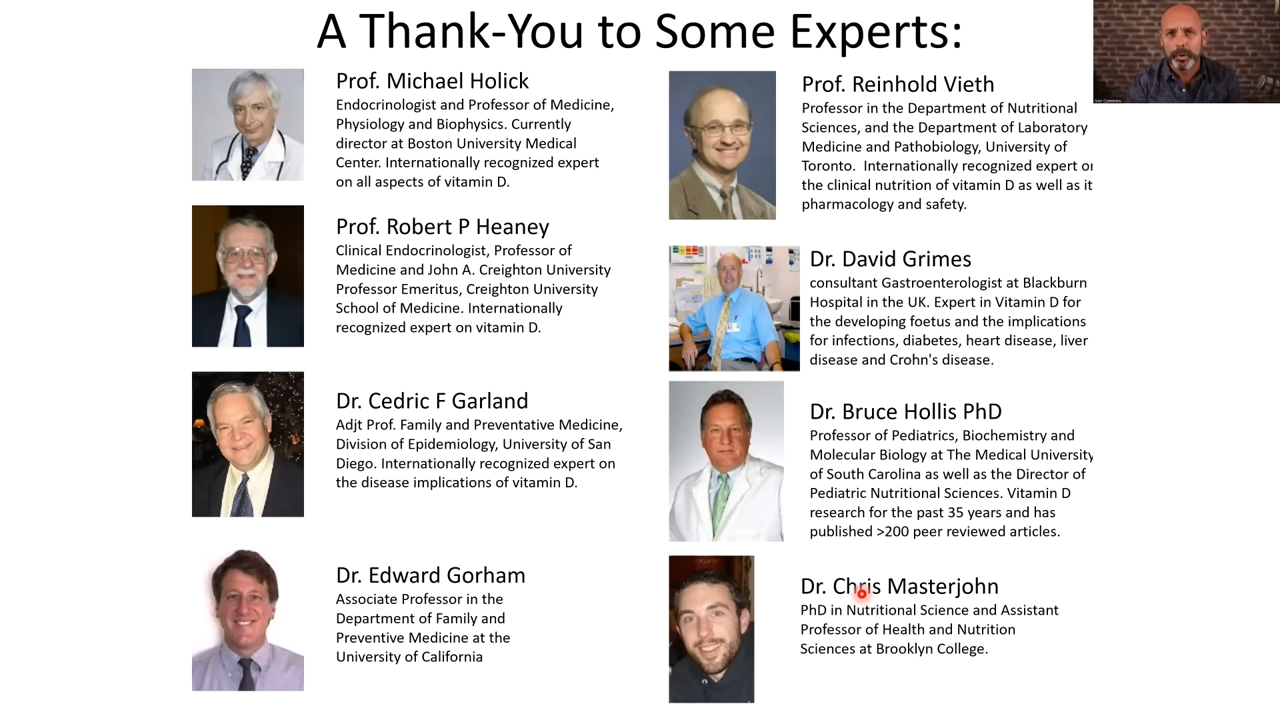 A Thank-You to Some Experts:
Prof. Michael Holick
Endocrinologist and Professor of Medicine,
Physiology and Biophysics. Currently
director at Boston University Medical
Center. Internationally recognized expert
on all aspects of vitamin D.
Prof. Robert P Heaney
Clinical Endocrinologist, Professor of
Medicine and John A. Creighton University
Professor Emeritus, Creighton University
School of Medicine. Internationally
recognized expert on vitamin D.
Dr. Cedric F Garland
Adjt Prof. Family and Preventative Medicine,
Division of Epidemiology, University of San
Diego. Internationally recognized expert on
the disease implications of vitamin D.
Dr. Edward Gorham
Associate Professor in the
Department of Family and
Preventive Medicine at the
University of California
Prof. Reinhold Vieth
Professor in the Department of Nutritional
Sciences, and the Department of Laboratory
Medicine and Pathobiology, University of
Toronto. Internationally recognized expert on
the clinical nutrition of vitamin D as well as it
pharmacology and safety.
Dr. David Grimes
consultant Gastroenterologist at Blackburn
Hospital in the UK. Expert in Vitamin D for
the developing foetus and the implications
for infections, diabetes, heart disease, liver
disease and Crohn's disease.
Dr. Bruce Hollis PhD
Professor of Pediatrics, Biochemistry and
Molecular Biology at The Medical University
of South Carolina as well as the Director of
Pediatric Nutritional Sciences. Vitamin D
research for the past 35 years and has
published >200 peer reviewed articles.
Dr. Chris Masterjohn
PhD in Nutritional Science and Assistant
Professor of Health and Nutrition
Sciences at Brooklyn College.